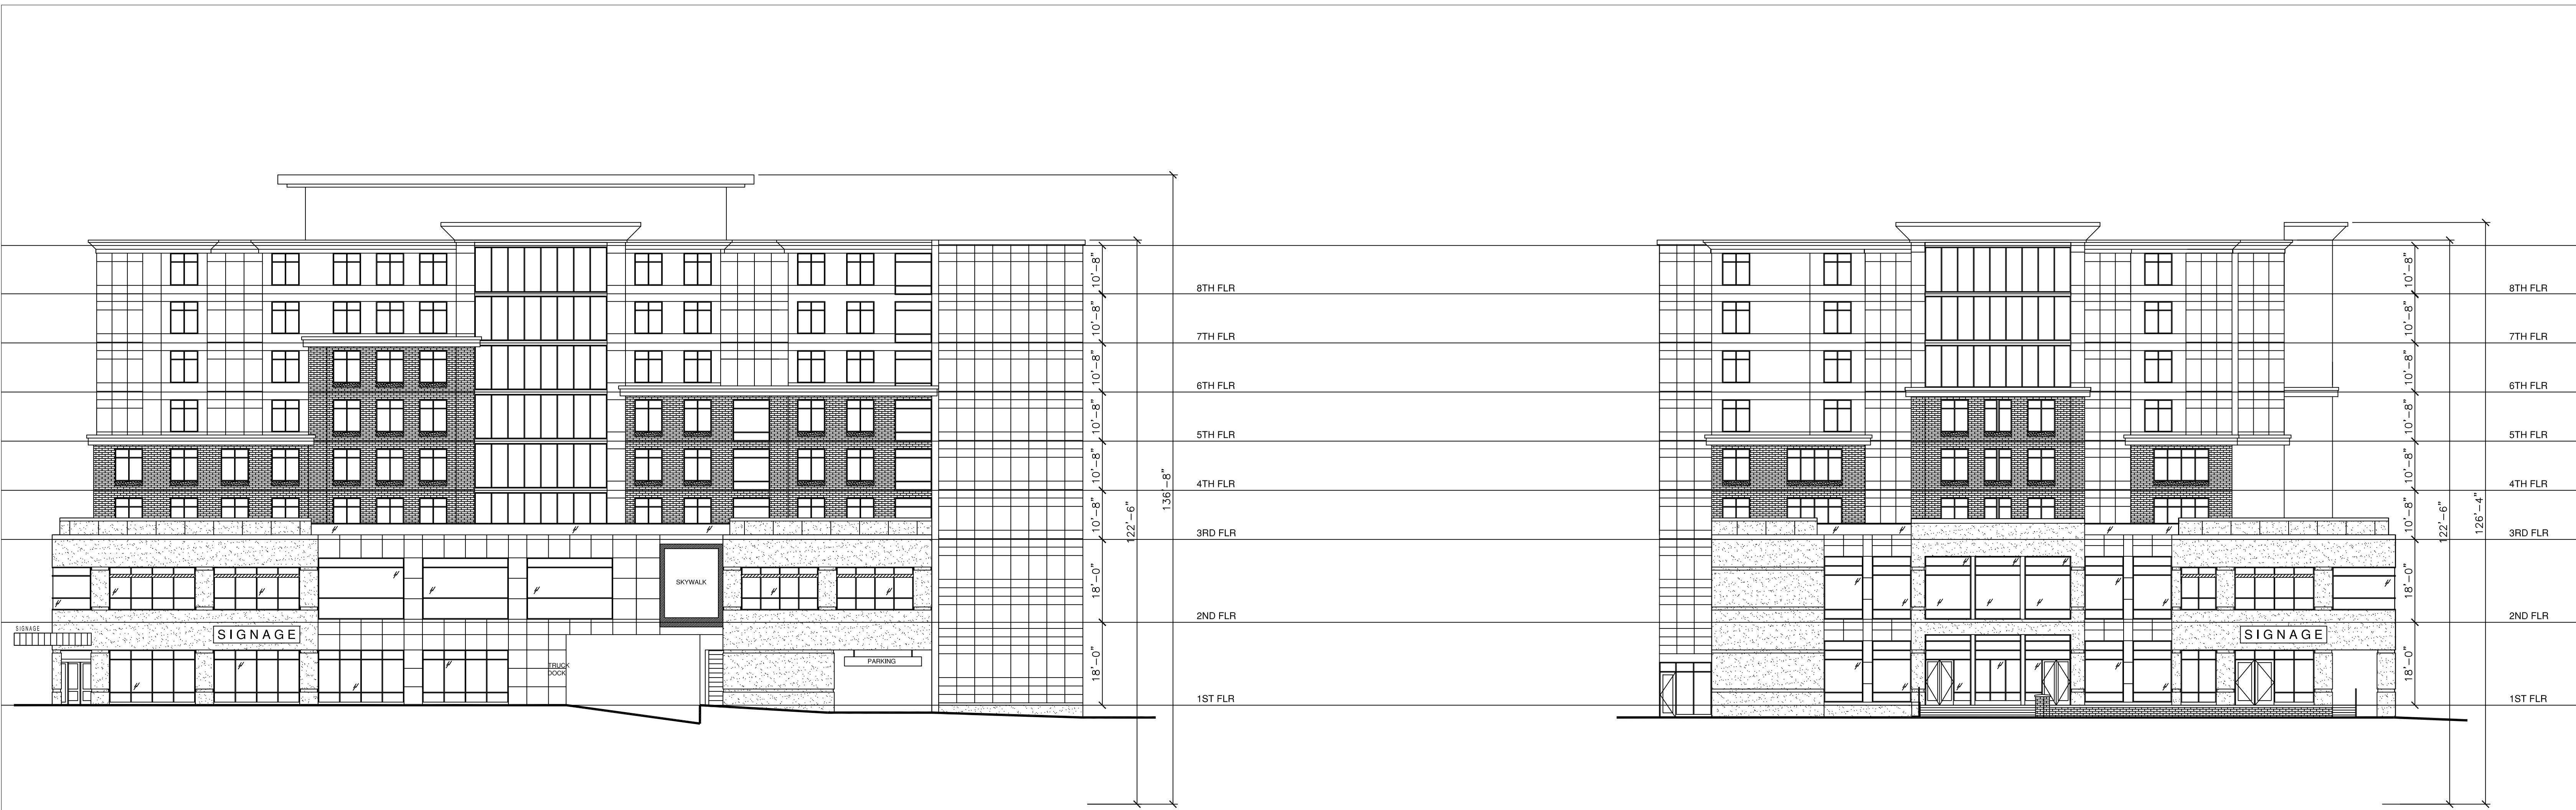 10'-8"
8TH FLR
10'-8"
7TH FLR
10'-8"
6TH FLR
10'-8"
5TH FLR
10'-8"
4TH FLR
10'-8"
3RD FLR
18'-0"
2ND FLR
18'-0"
1ST FLR
122'-6"
136'-8"
SKYWALK
SIGNAGE
SIGNAGE
TRUCK
DOCK
PARKING
10'-8"
8TH FLR
10'-8"
7TH FLR
10'-8"
6TH FLR
10'-8"
5TH FLR
10'-8"
4TH FLR
10'-8"
3RD FLR
18'-0"
2ND FLR
18'-0"
1ST FLR
122'-6"
126'-4"
SIGNAGE